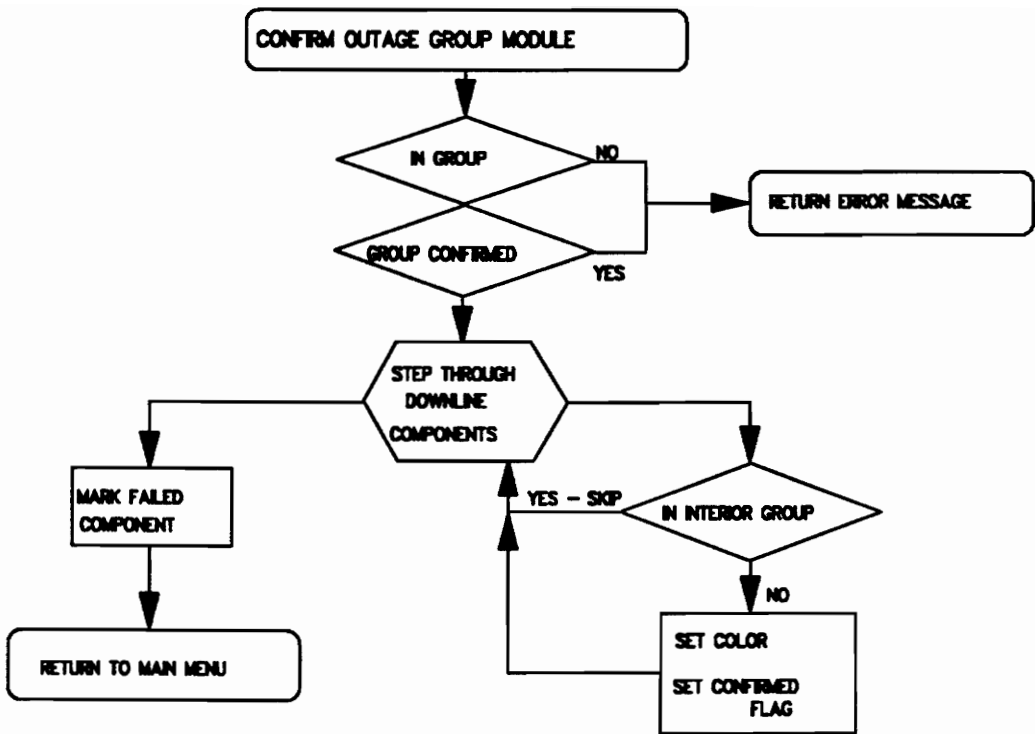 CONFIRM OUTAGE GROUP MODULE
IN GROUP
NO
RETURN ERROR MESSAGE
GROUP CONFIRMED
YES
STEP THROUGH
DOWNLINE
COMPONENTS
MARK FAILED
COMPONENT
YES - SKIP
IN INTERIOR GROUP
NO
SET COLOR
SET CONFIRMED
FLAG
RETURN TO MAIN MENU